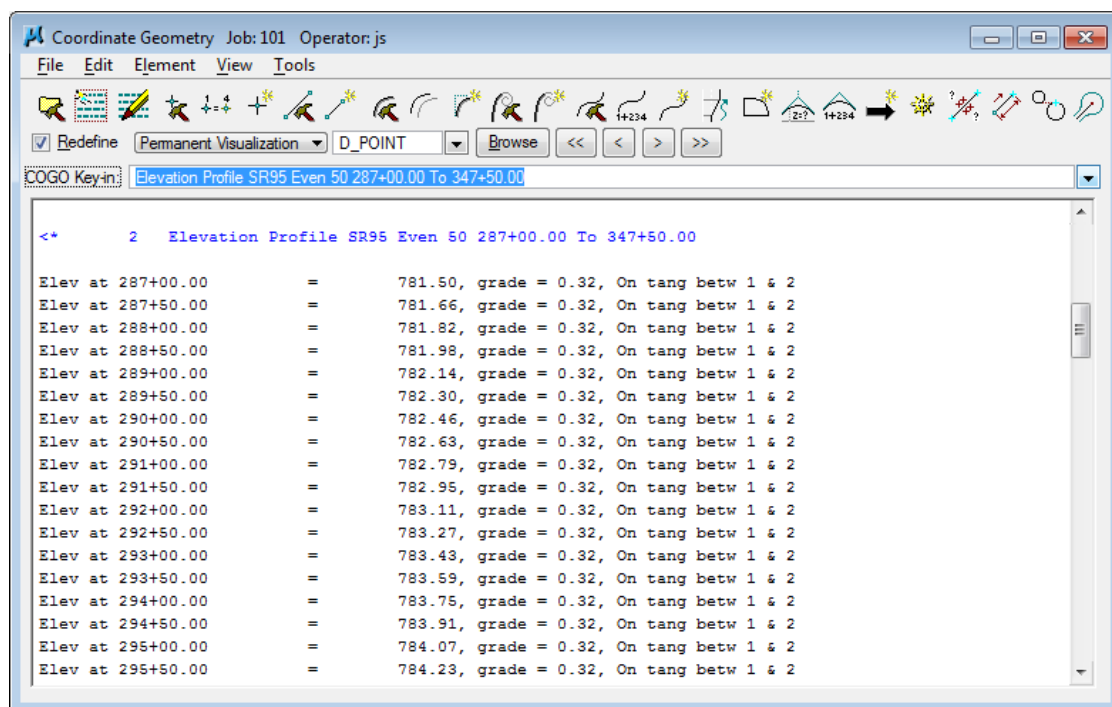 Coordinate Geometry Job: 101 Operator: js
File Edit Element View Tools
Redefine Permanent Visualization D_POINT Browse << < > >>
COGO Key-in: Elevation Profile SR95 Even 50 287+00.00 To 347+50.00
<* 2 Elevation Profile SR95 Even 50 287+00.00 To 347+50.00
Elev at 287+00.00 = 781.50, grade = 0.32, On tang betw 1 & 2
Elev at 287+50.00 = 781.66, grade = 0.32, On tang betw 1 & 2
Elev at 288+00.00 = 781.82, grade = 0.32, On tang betw 1 & 2
Elev at 288+50.00 = 781.98, grade = 0.32, On tang betw 1 & 2
Elev at 289+00.00 = 782.14, grade = 0.32, On tang betw 1 & 2
Elev at 289+50.00 = 782.30, grade = 0.32, On tang betw 1 & 2
Elev at 290+00.00 = 782.46, grade = 0.32, On tang betw 1 & 2
Elev at 290+50.00 = 782.63, grade = 0.32, On tang betw 1 & 2
Elev at 291+00.00 = 782.79, grade = 0.32, On tang betw 1 & 2
Elev at 291+50.00 = 782.95, grade = 0.32, On tang betw 1 & 2
Elev at 292+00.00 = 783.11, grade = 0.32, On tang betw 1 & 2
Elev at 292+50.00 = 783.27, grade = 0.32, On tang betw 1 & 2
Elev at 293+00.00 = 783.43, grade = 0.32, On tang betw 1 & 2
Elev at 293+50.00 = 783.59, grade = 0.32, On tang betw 1 & 2
Elev at 294+00.00 = 783.75, grade = 0.32, On tang betw 1 & 2
Elev at 294+50.00 = 783.91, grade = 0.32, On tang betw 1 & 2
Elev at 295+00.00 = 784.07, grade = 0.32, On tang betw 1 & 2
Elev at 295+50.00 = 784.23, grade = 0.32, On tang betw 1 & 2